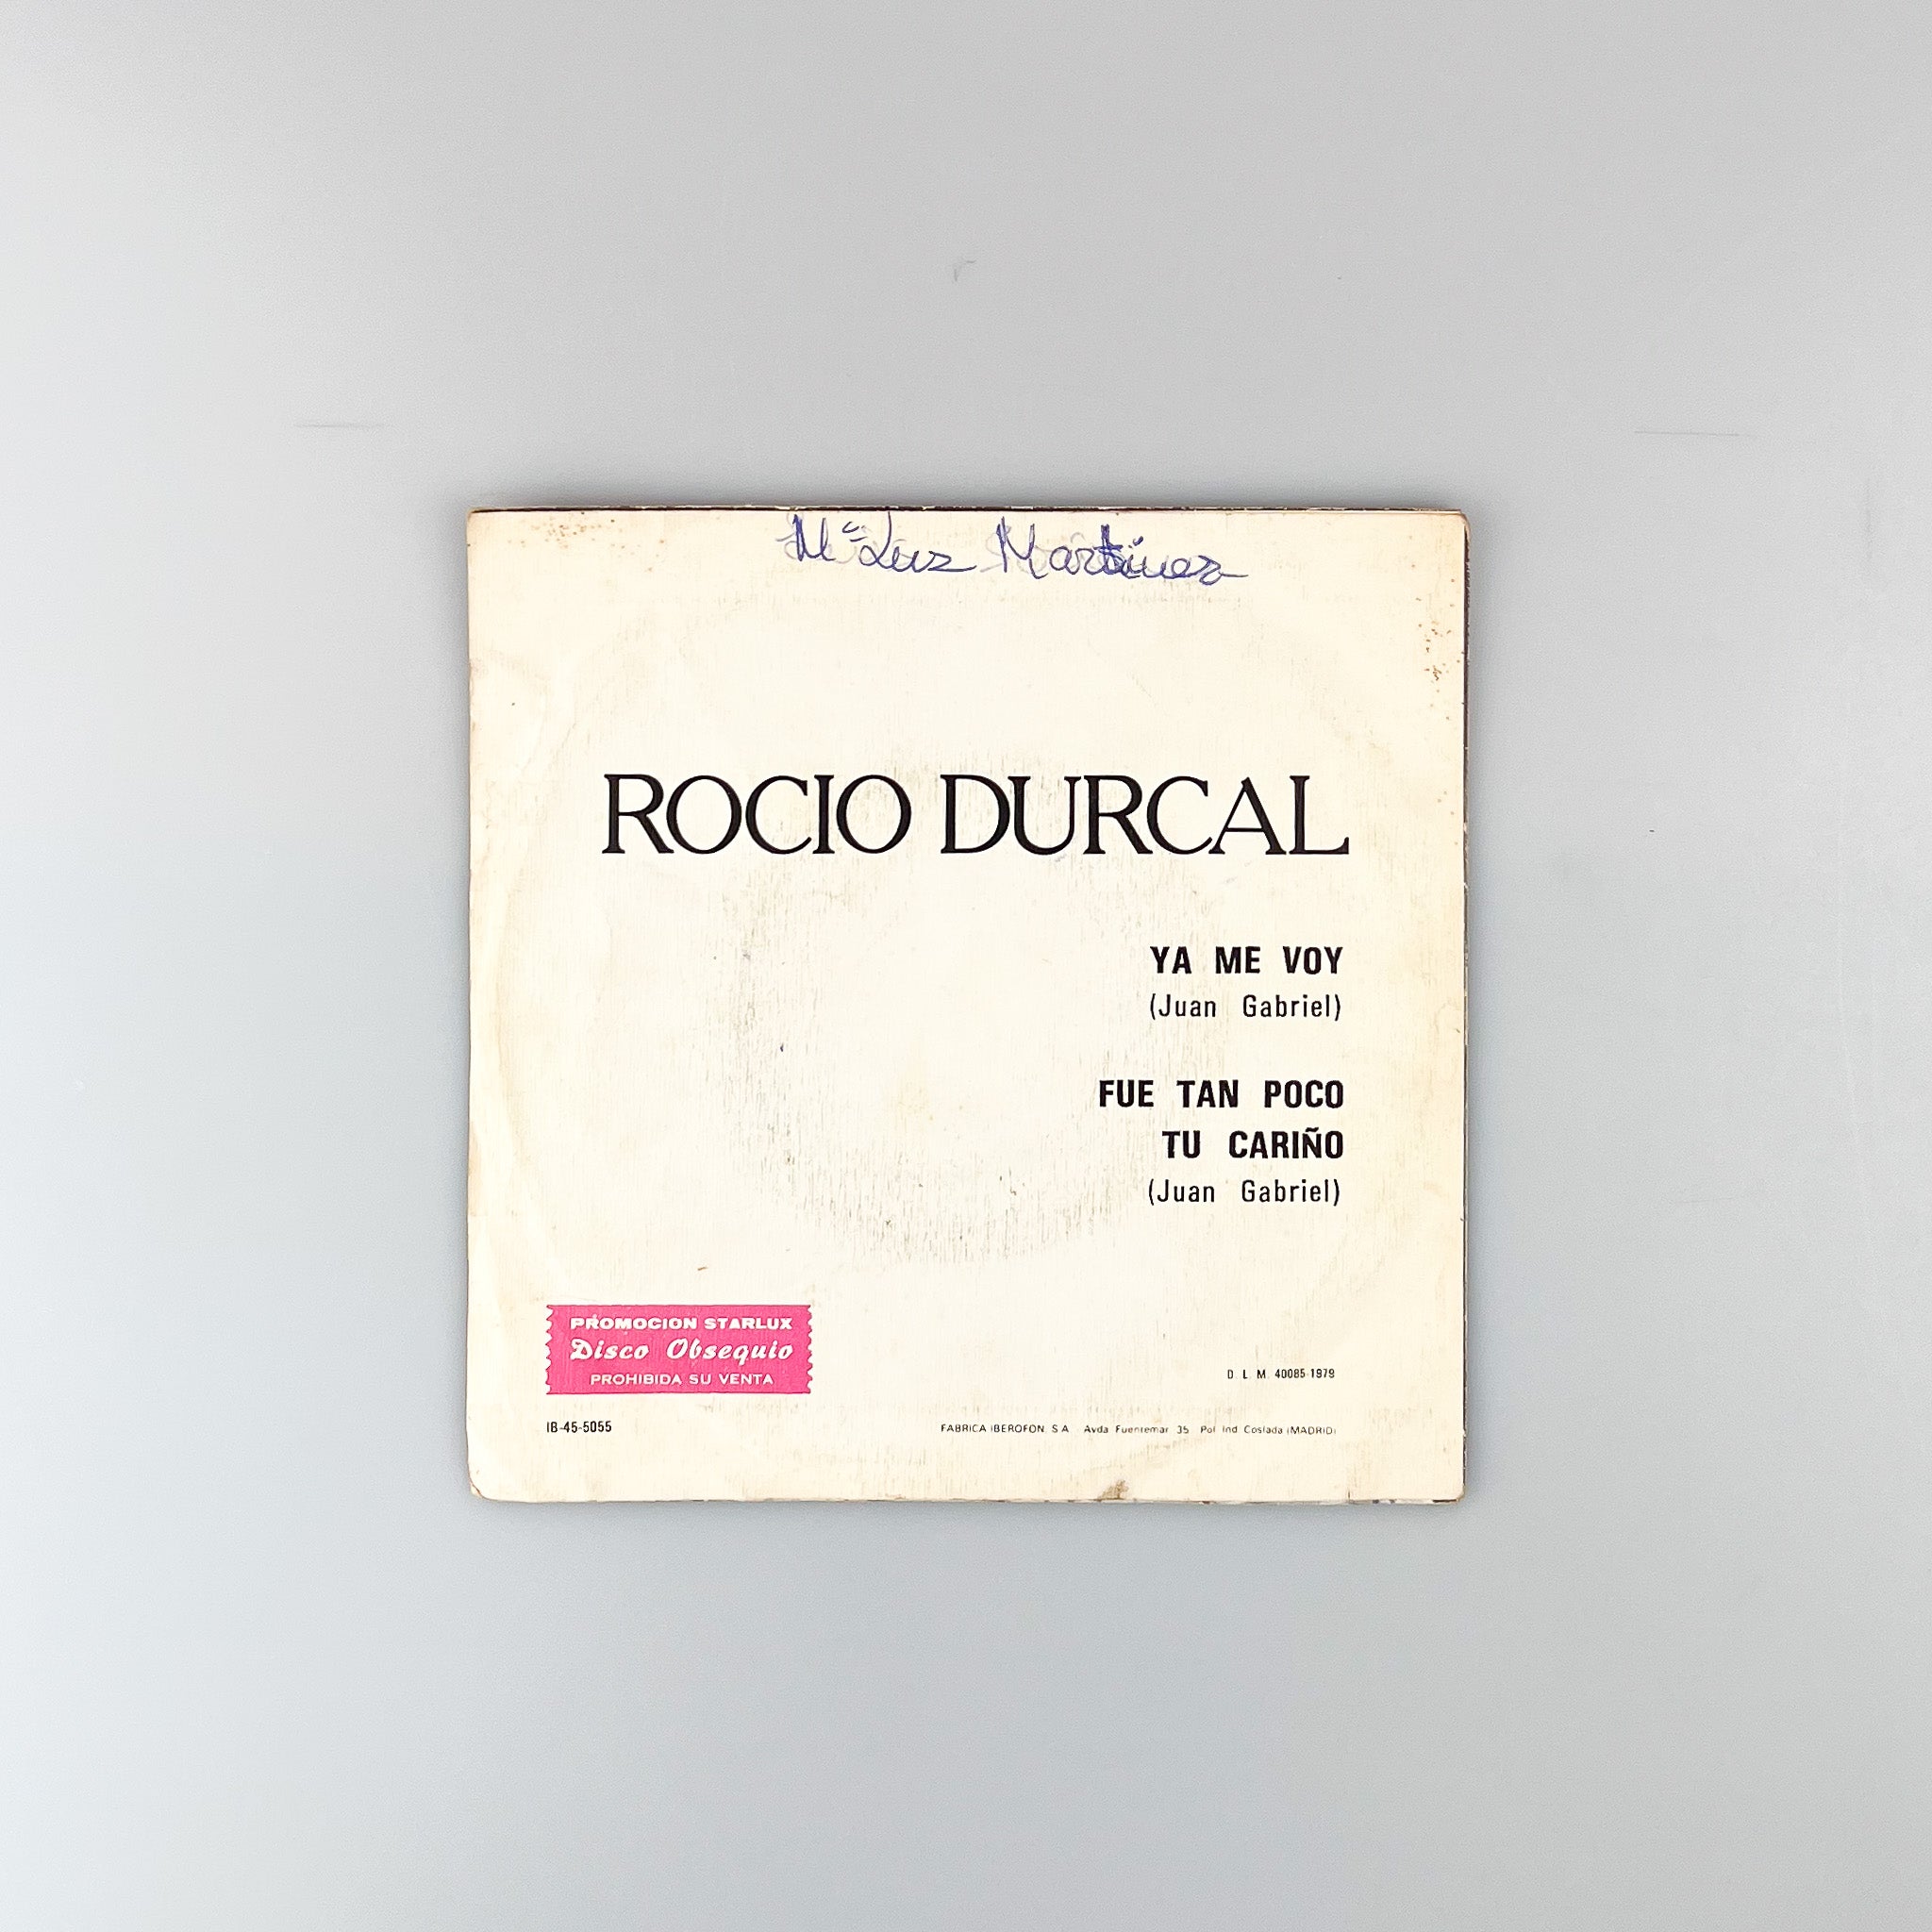 Mª Luz Martínez
ROCIO DURCAL
YA ME VOY
(Juan Gabriel)
FUE TAN POCO
TU CARIÑO
(Juan Gabriel)
PROMOCION STARLUX
Disco Obsequio
PROHIBIDA SU VENTA
D. L. M. 40085-1979
IB-45-5055
FABRICA IBEROFON, S.A. Avda Fuentemar 35 Pol Ind Coslada (MADRID)